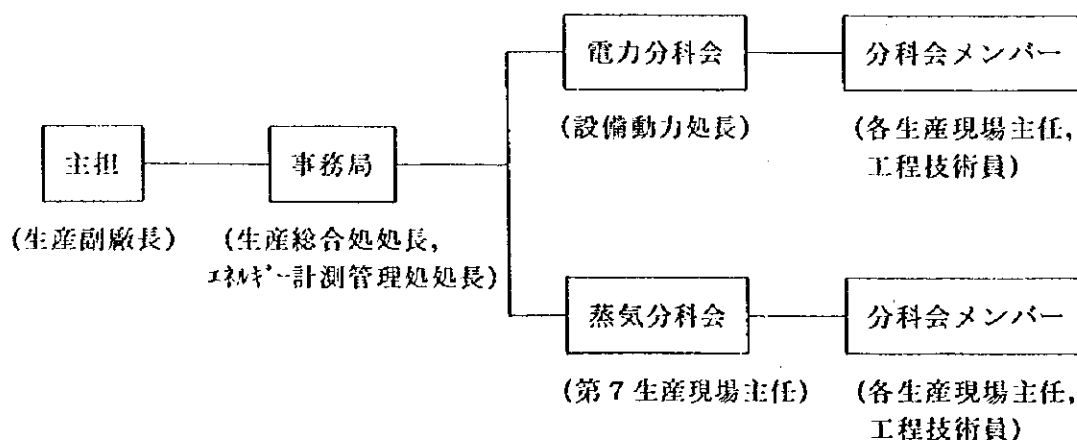 主担
(生産副廠長)
事務局
(生産総合処処長,
エネルギー計測管理処処長)
電力分科会
(設備動力処長)
分科会メンバー
(各生産現場主任,
工程技術員)
蒸気分科会
(第7生産現場主任)
分科会メンバー
(各生産現場主任,
工程技術員)